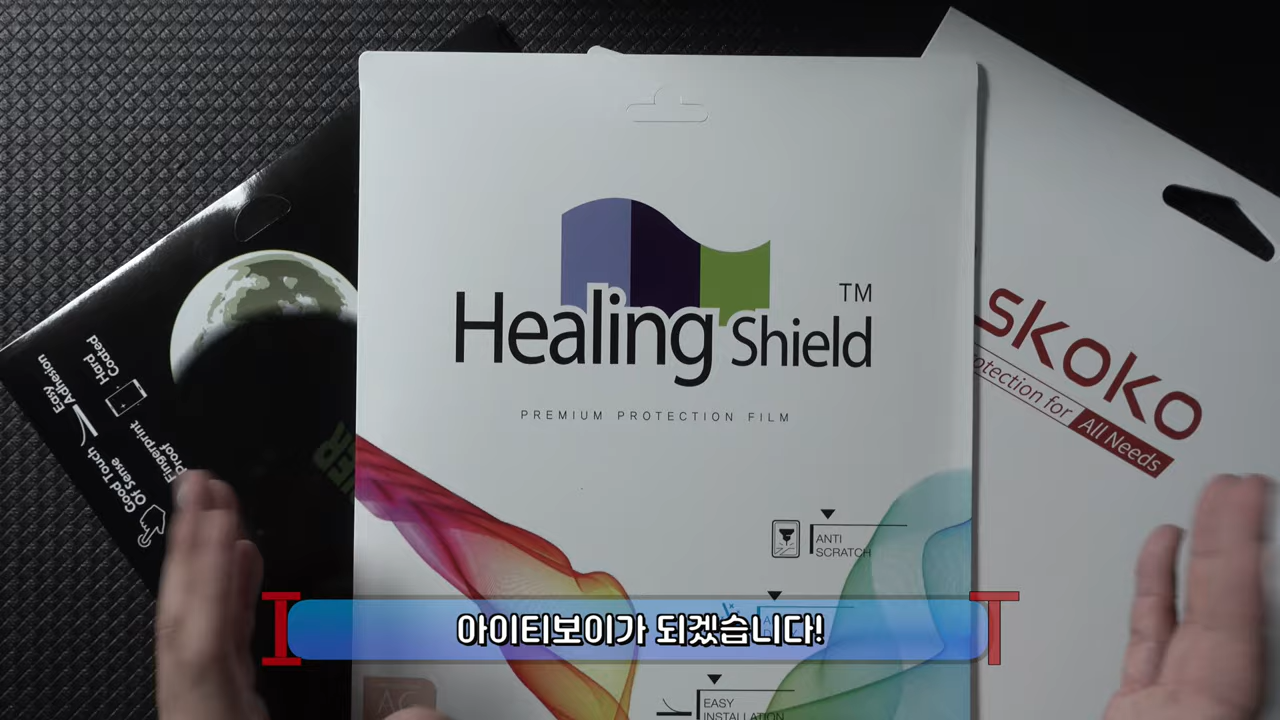 Healing Shield TM
PREMIUM PROTECTION FILM
ANTI
SCRATCH
EASY
INSTALLATION
skoko
otection for All Needs
Hard
Coated
Easy
Adhesion
Fingerprint
Proof
Good Touch
Of sense
I 아이티보이가 되겠습니다! T